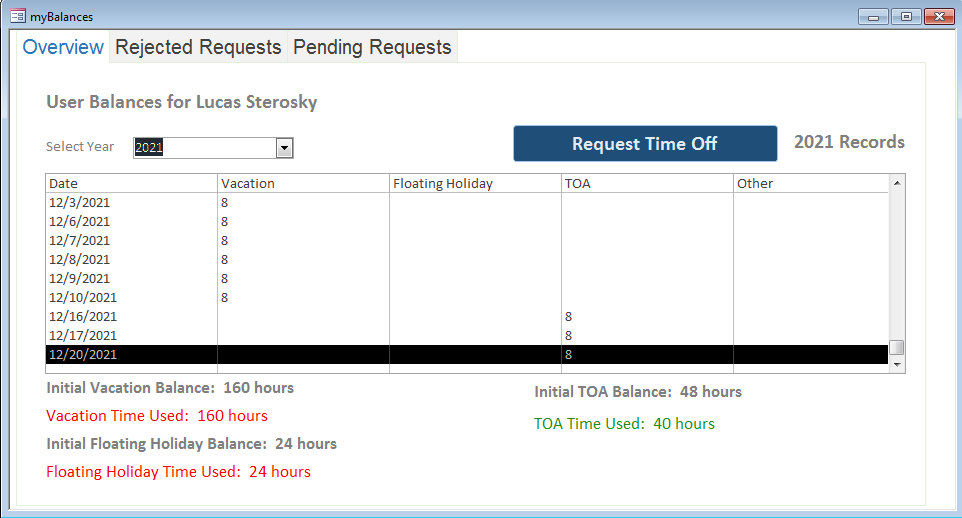 myBalances
Overview Rejected Requests Pending Requests
User Balances for Lucas Sterosky
Select Year 2021 Request Time Off 2021 Records
Date Vacation Floating Holiday TOA Other
12/3/2021 8
12/6/2021 8
12/7/2021 8
12/8/2021 8
12/9/2021 8
12/10/2021 8
12/16/2021 8
12/17/2021 8
12/20/2021 8
Initial Vacation Balance: 160 hours Initial TOA Balance: 48 hours
Vacation Time Used: 160 hours TOA Time Used: 40 hours
Initial Floating Holiday Balance: 24 hours
Floating Holiday Time Used: 24 hours